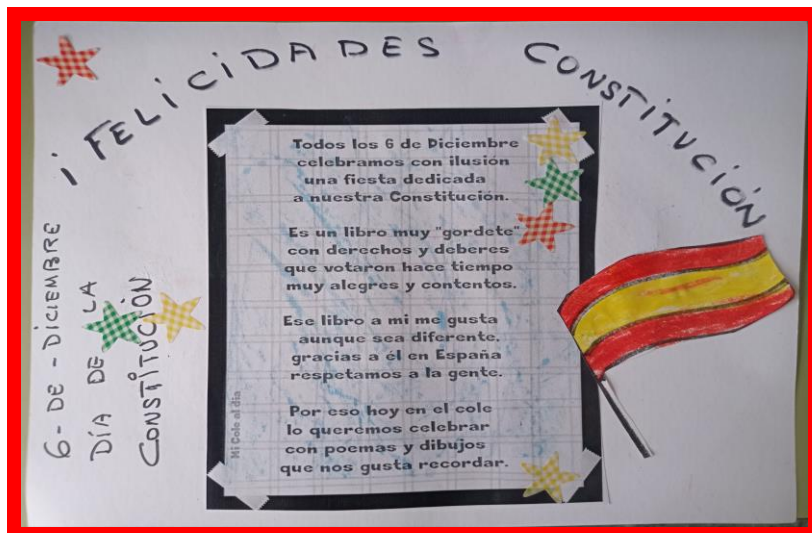 ¡FELICIDADES CONSTITUCIÓN
6-DE-DICIEMBRE
DÍA DE LA
CONSTITUCIÓN
Todos los 6 de Diciembre
celebramos con ilusión
una fiesta dedicada
a nuestra Constitución.
Es un libro muy "gordete"
con derechos y deberes
que votaron hace tiempo
muy alegres y contentos.
Ese libro a mi me gusta
aunque sea diferente,
gracias a él en España
respetamos a la gente.
Por eso hoy en el cole
lo queremos celebrar
con poemas y dibujos
que nos gusta recordar.
Mi Cole al día